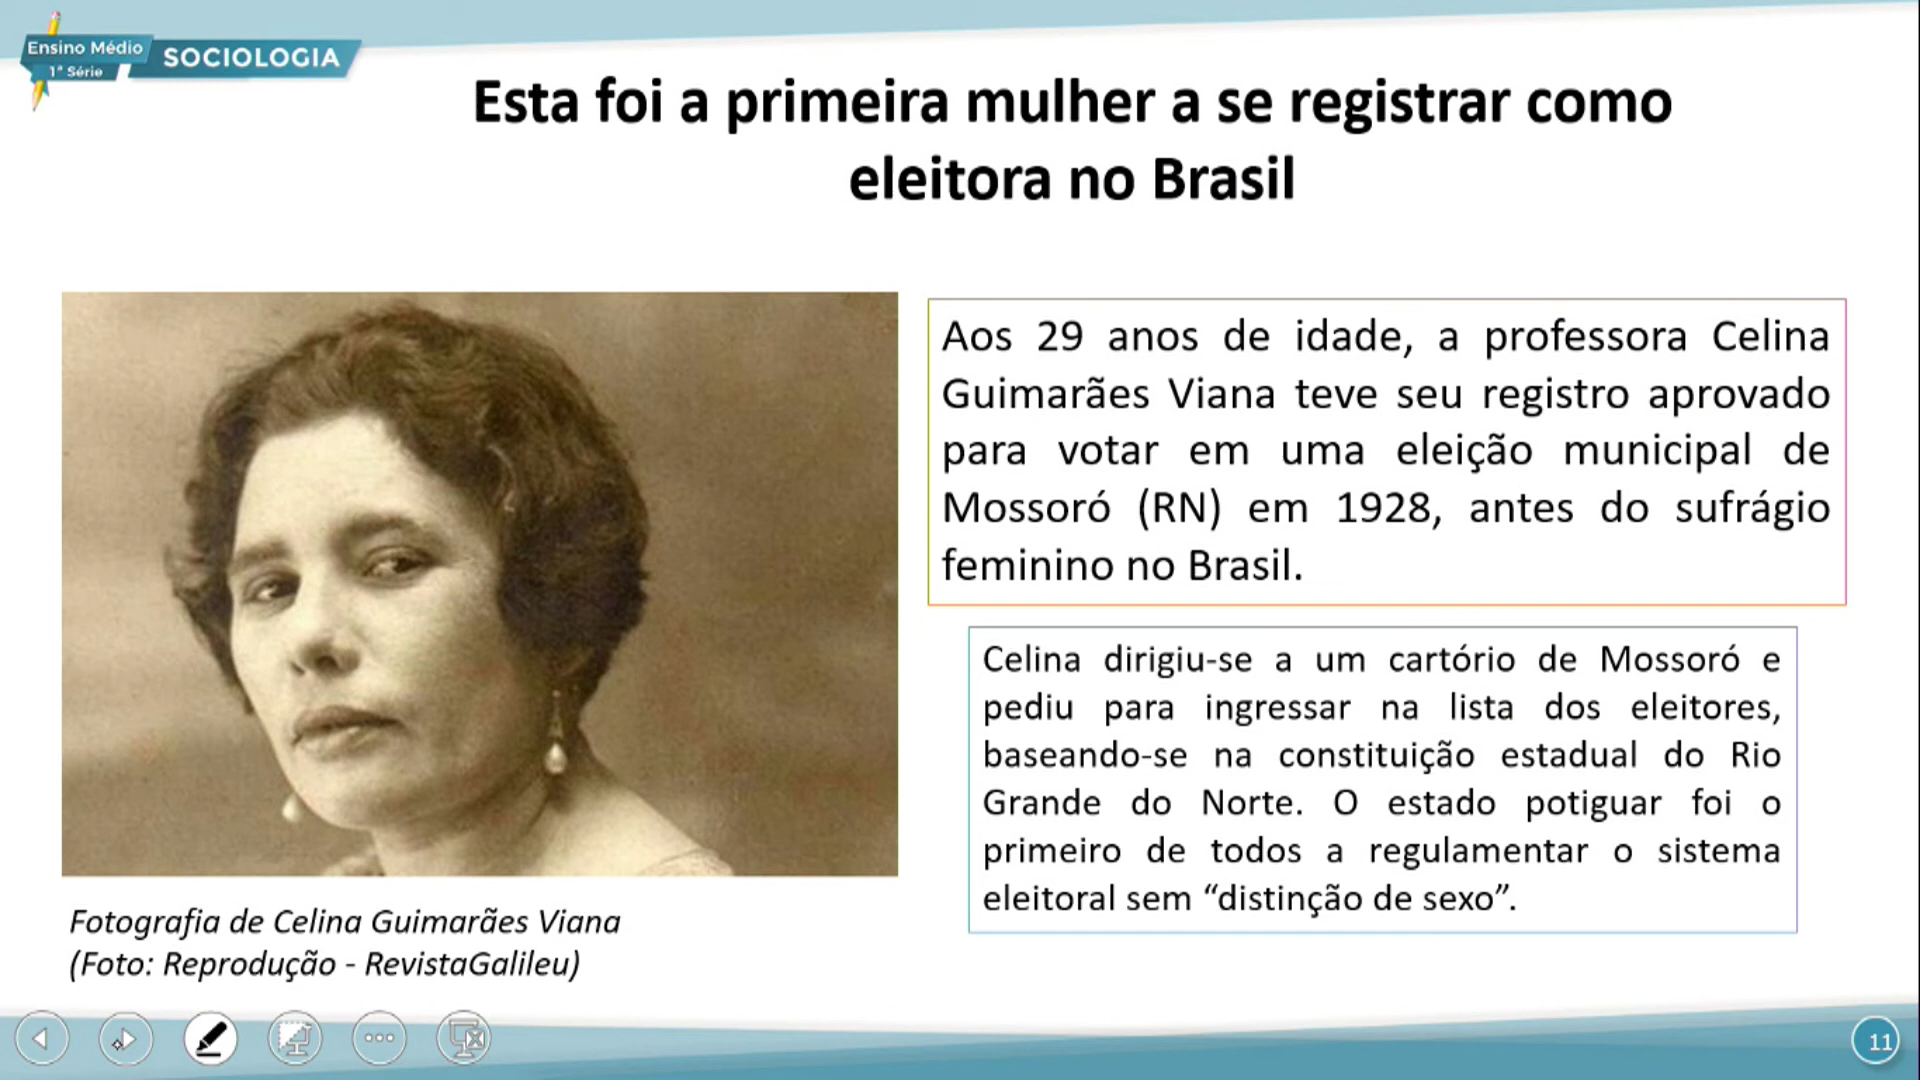 Ensino Médio
1ª Série
SOCIOLOGIA
Esta foi a primeira mulher a se registrar como
eleitora no Brasil
Aos 29 anos de idade, a professora Celina
Guimarães Viana teve seu registro aprovado
para votar em uma eleição municipal de
Mossoró (RN) em 1928, antes do sufrágio
feminino no Brasil.
Celina dirigiu-se a um cartório de Mossoró e
pediu para ingressar na lista dos eleitores,
baseando-se na constituição estadual do Rio
Grande do Norte. O estado potiguar foi o
primeiro de todos a regulamentar o sistema
eleitoral sem “distinção de sexo”.
Fotografia de Celina Guimarães Viana
(Foto: Reprodução - RevistaGalileu)
11